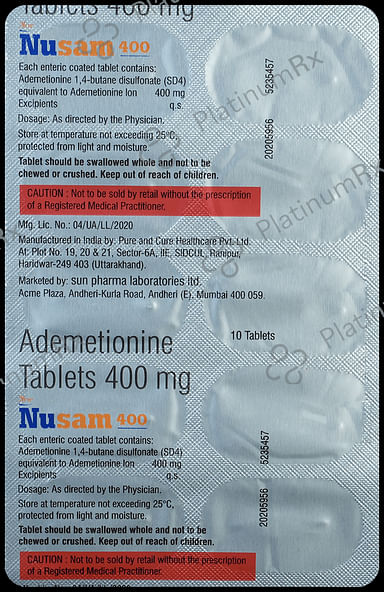 Tablets 400 mg
Rx
Nusam 400
Each enteric coated tablet contains:
Ademetionine 1,4-butane disulfonate (SD4)
equivalent to Ademetionine Ion 400 mg
Excipients q.s.
Dosage: As directed by the Physician.
Store at temperature not exceeding 25°C,
protected from light and moisture.
Tablet should be swallowed whole and not to be
chewed or crushed. Keep out of reach of children.
CAUTION : Not to be sold by retail without the prescription
of a Registered Medical Practitioner.
Mfg. Lic. No.: 04/UA/LL/2020
Manufactured in India by: Pure and Cure Healthcare Pvt. Ltd.
At: Plot No. 19, 20 & 21, Sector-6A, IIE, SIDCUL, Ranipur,
Haridwar-249 403 (Uttarakhand).
Marketed by: sun pharma laboratories ltd.
Acme Plaza, Andheri-Kurla Road, Andheri (E), Mumbai 400 059.
Ademetionine
Tablets 400 mg
10 Tablets
Rx
Nusam 400
Each enteric coated tablet contains:
Ademetionine 1,4-butane disulfonate (SD4)
equivalent to Ademetionine Ion 400 mg
Excipients q.s.
Dosage: As directed by the Physician.
Store at temperature not exceeding 25°C,
protected from light and moisture.
Tablet should be swallowed whole and not to be
chewed or crushed. Keep out of reach of children.
CAUTION : Not to be sold by retail without the prescription
of a Registered Medical Practitioner.
5235457
20205956
5235457
20205956
PlatinumRx
PlatinumRx